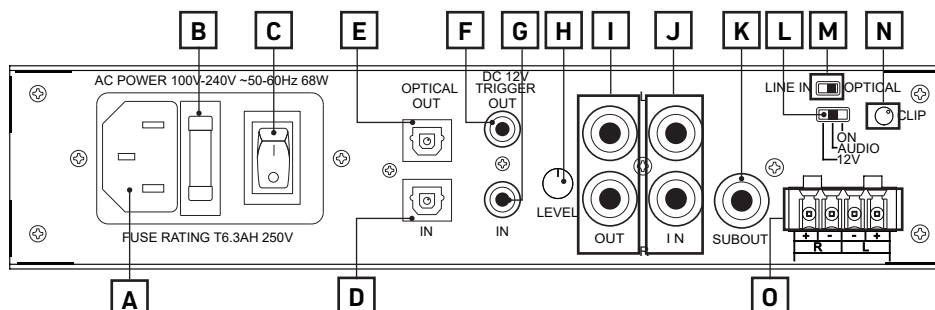 B C E F G H I J K L M N
AC POWER 100V-240V ~50-60Hz 68W
OPTICAL
OUT
DC 12V
TRIGGER
OUT
LINE IN
OPTICAL
CLIP
ON
AUDIO
12V
LEVEL
FUSE RATING T6.3AH 250V
IN
IN
L
R
OUT
I N
SUBOUT
+ - - +
R L
A D O